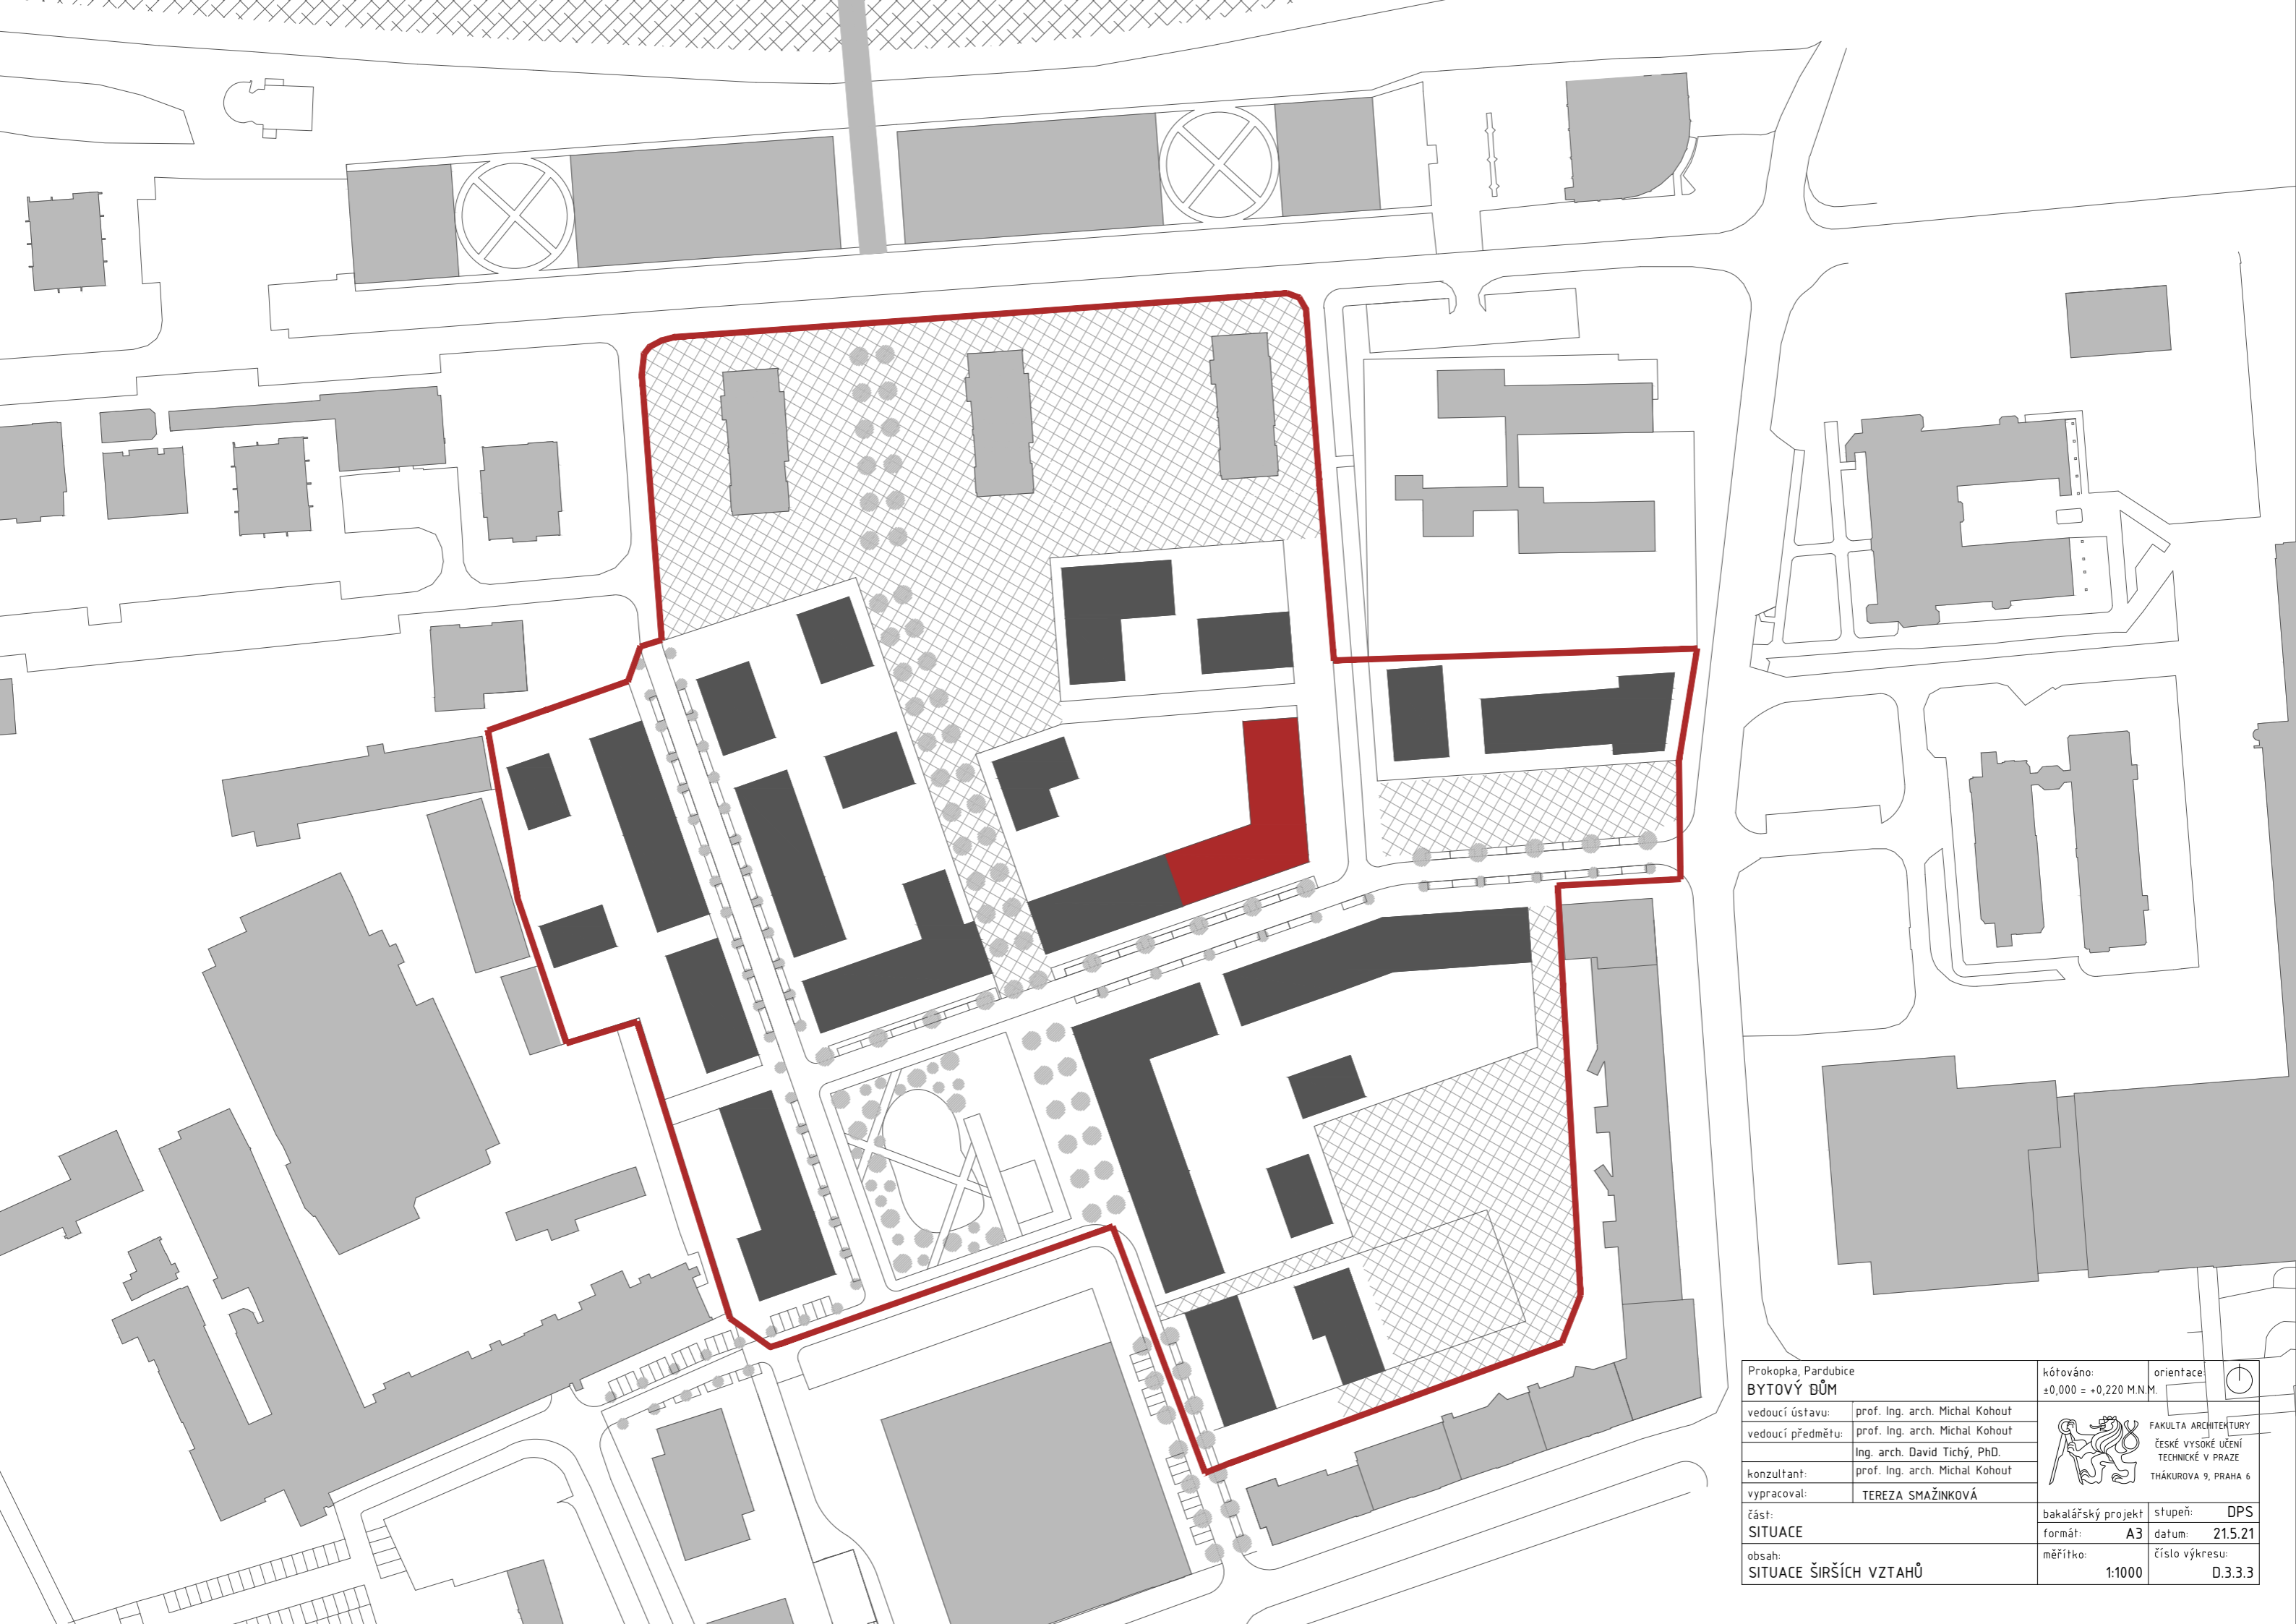 Prokopka, Pardubice
BYTOVÝ DŮM
kótováno:
±0,000 = +0,220 M.N.M.
orientace:
vedoucí ústavu: prof. Ing. arch. Michal Kohout
vedoucí předmětu: prof. Ing. arch. Michal Kohout
Ing. arch. David Tichý, PhD.
konzultant: prof. Ing. arch. Michal Kohout
vypracoval: TEREZA SMAŽINKOVÁ
FAKULTA ARCHITEKTURY
ČESKÉ VYSOKÉ UČENÍ
TECHNICKÉ V PRAZE
THÁKUROVA 9, PRAHA 6
část:
SITUACE
bakalářský projekt
stupeň: DPS
formát: A3
datum: 21.5.21
obsah:
SITUACE ŠIRŠÍCH VZTAHŮ
měřítko:
1:1000
číslo výkresu:
D.3.3.3